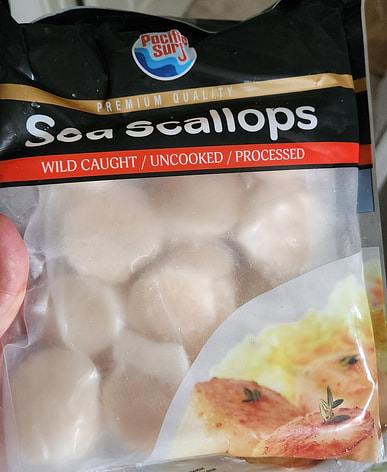 Pacific
Surf
PREMIUM QUALITY
Sea scallops
WILD CAUGHT / UNCOOKED / PROCESSED